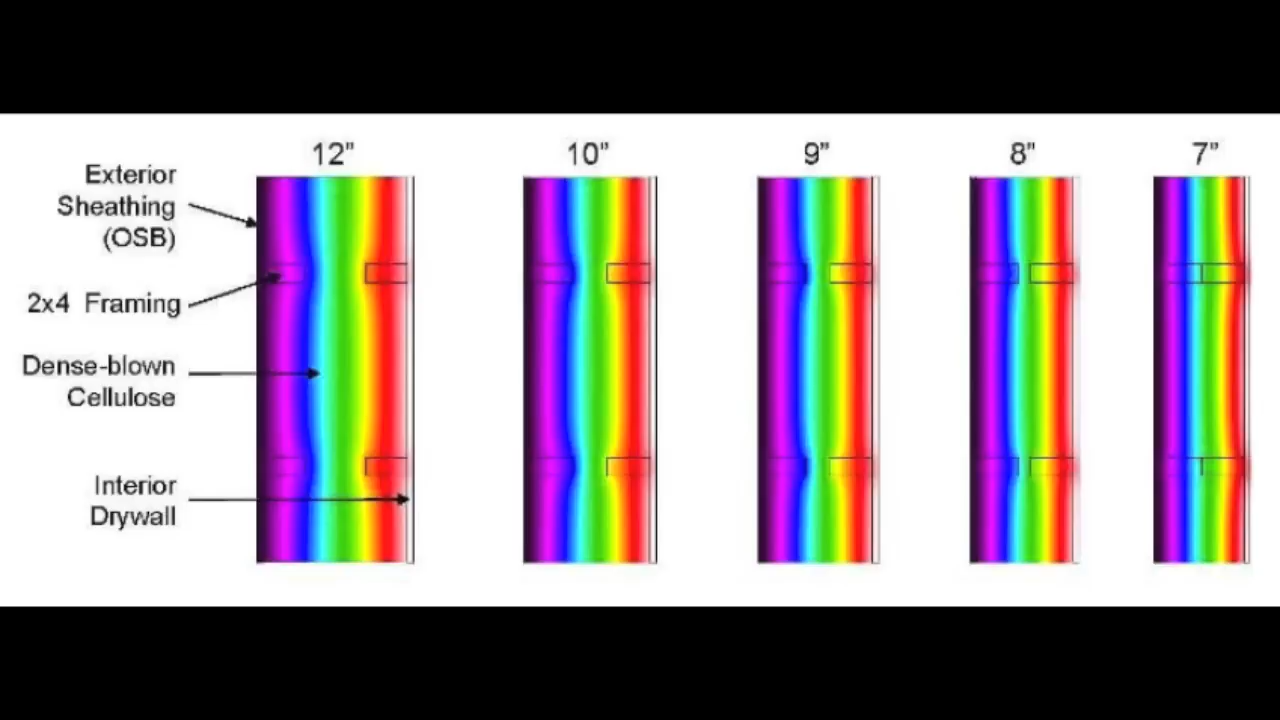 12” 10” 9” 8” 7”
Exterior
Sheathing
(OSB)
2x4 Framing
Dense-blown
Cellulose
Interior
Drywall